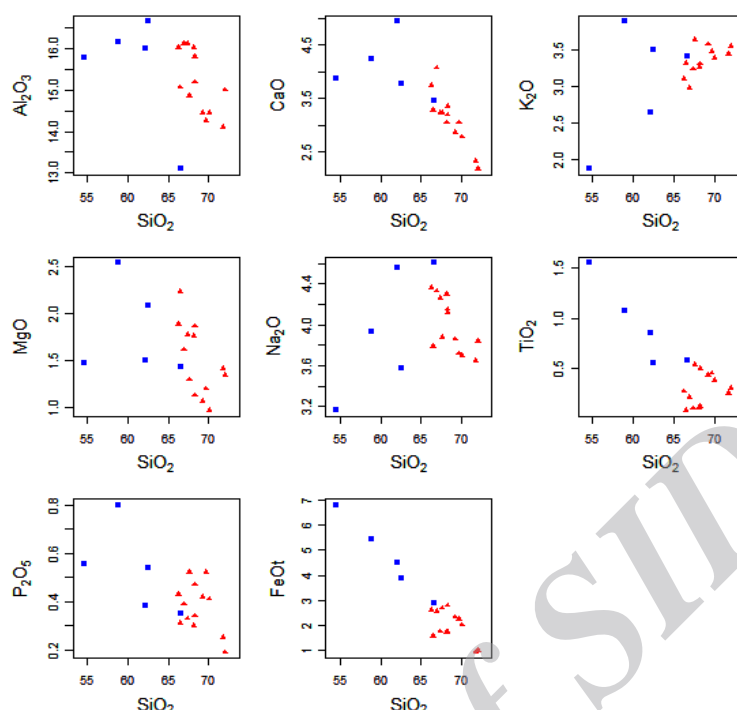 Al₂O₃
13.0 14.0 15.0 16.0
55 60 65 70
SiO₂
CaO
2.5 3.5 4.5
55 60 65 70
SiO₂
K₂O
2.0 2.5 3.0 3.5
55 60 65 70
SiO₂
MgO
1.0 1.5 2.0 2.5
55 60 65 70
SiO₂
Na₂O
3.2 3.6 4.0 4.4
55 60 65 70
SiO₂
TiO₂
0.5 1.0 1.5
55 60 65 70
SiO₂
P₂O₅
0.2 0.4 0.6 0.8
55 60 65 70
SiO₂
FeOt
1 2 3 4 5 6 7
55 60 65 70
SiO₂
of SID